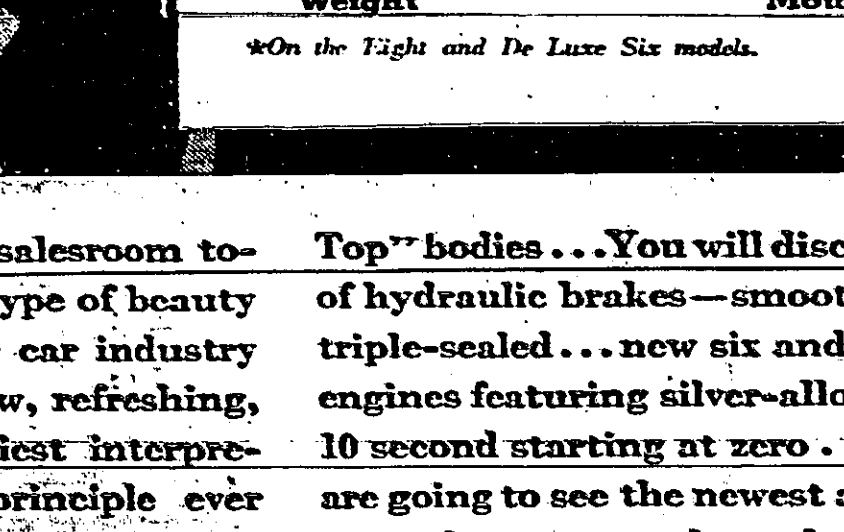 weight
*On the Eight and De Luxe Six models.
salesroom to-
ype of beauty
car industry
w, refreshing,
iest interpre-
principle ever
Top" bodies...You will disc
of hydraulic brakes—smoot
triple-sealed...new six and
engines featuring silver-allo
10 second starting at zero .
are going to see the newest a